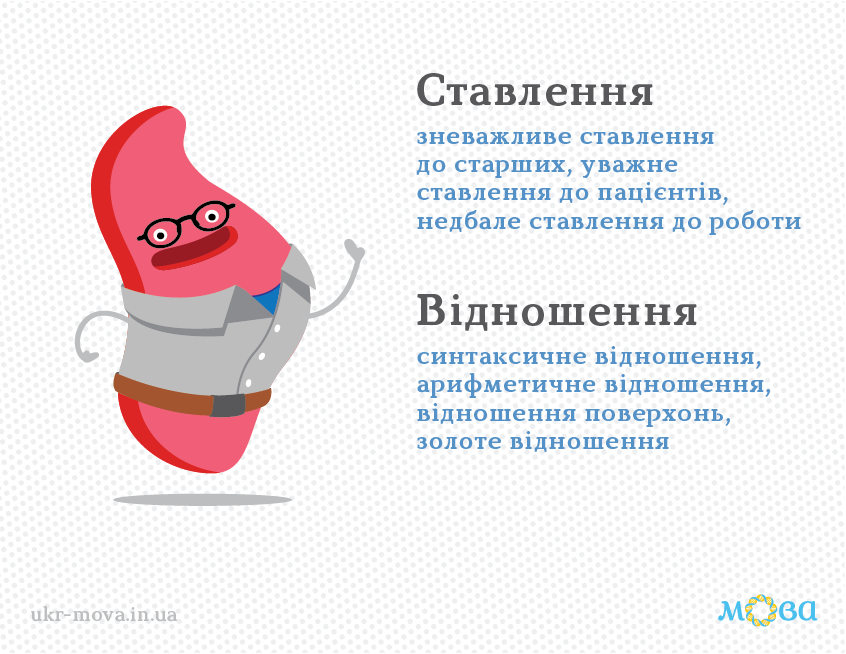 Ставлення
зневажливе ставлення
до старших, уважне
ставлення до пацієнтів,
недбале ставлення до роботи
Відношення
синтаксичне відношення,
арифметичне відношення,
відношення поверхонь,
золоте відношення
ukr-mova.in.ua
мова